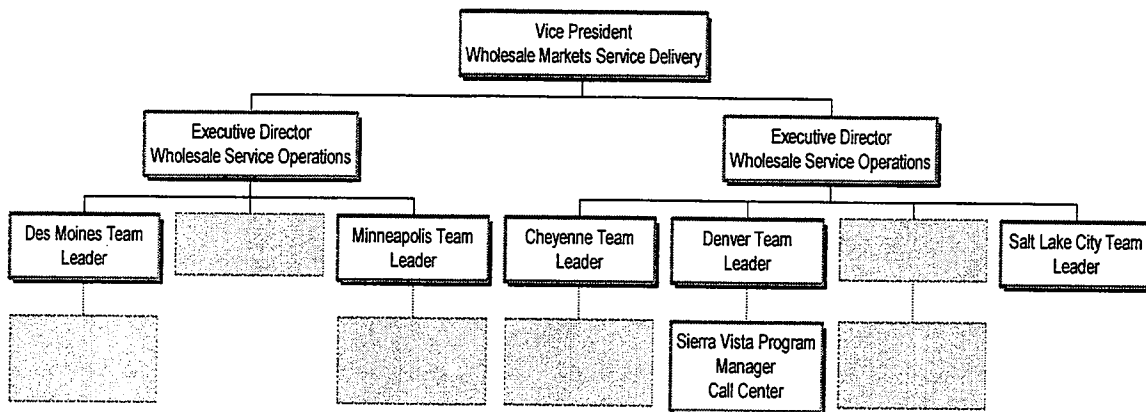 Vice President
Wholesale Markets Service Delivery
Executive Director
Wholesale Service Operations
Executive Director
Wholesale Service Operations
Des Moines Team
Leader
Minneapolis Team
Leader
Cheyenne Team
Leader
Denver Team
Leader
Salt Lake City Team
Leader
Sierra Vista Program
Manager
Call Center